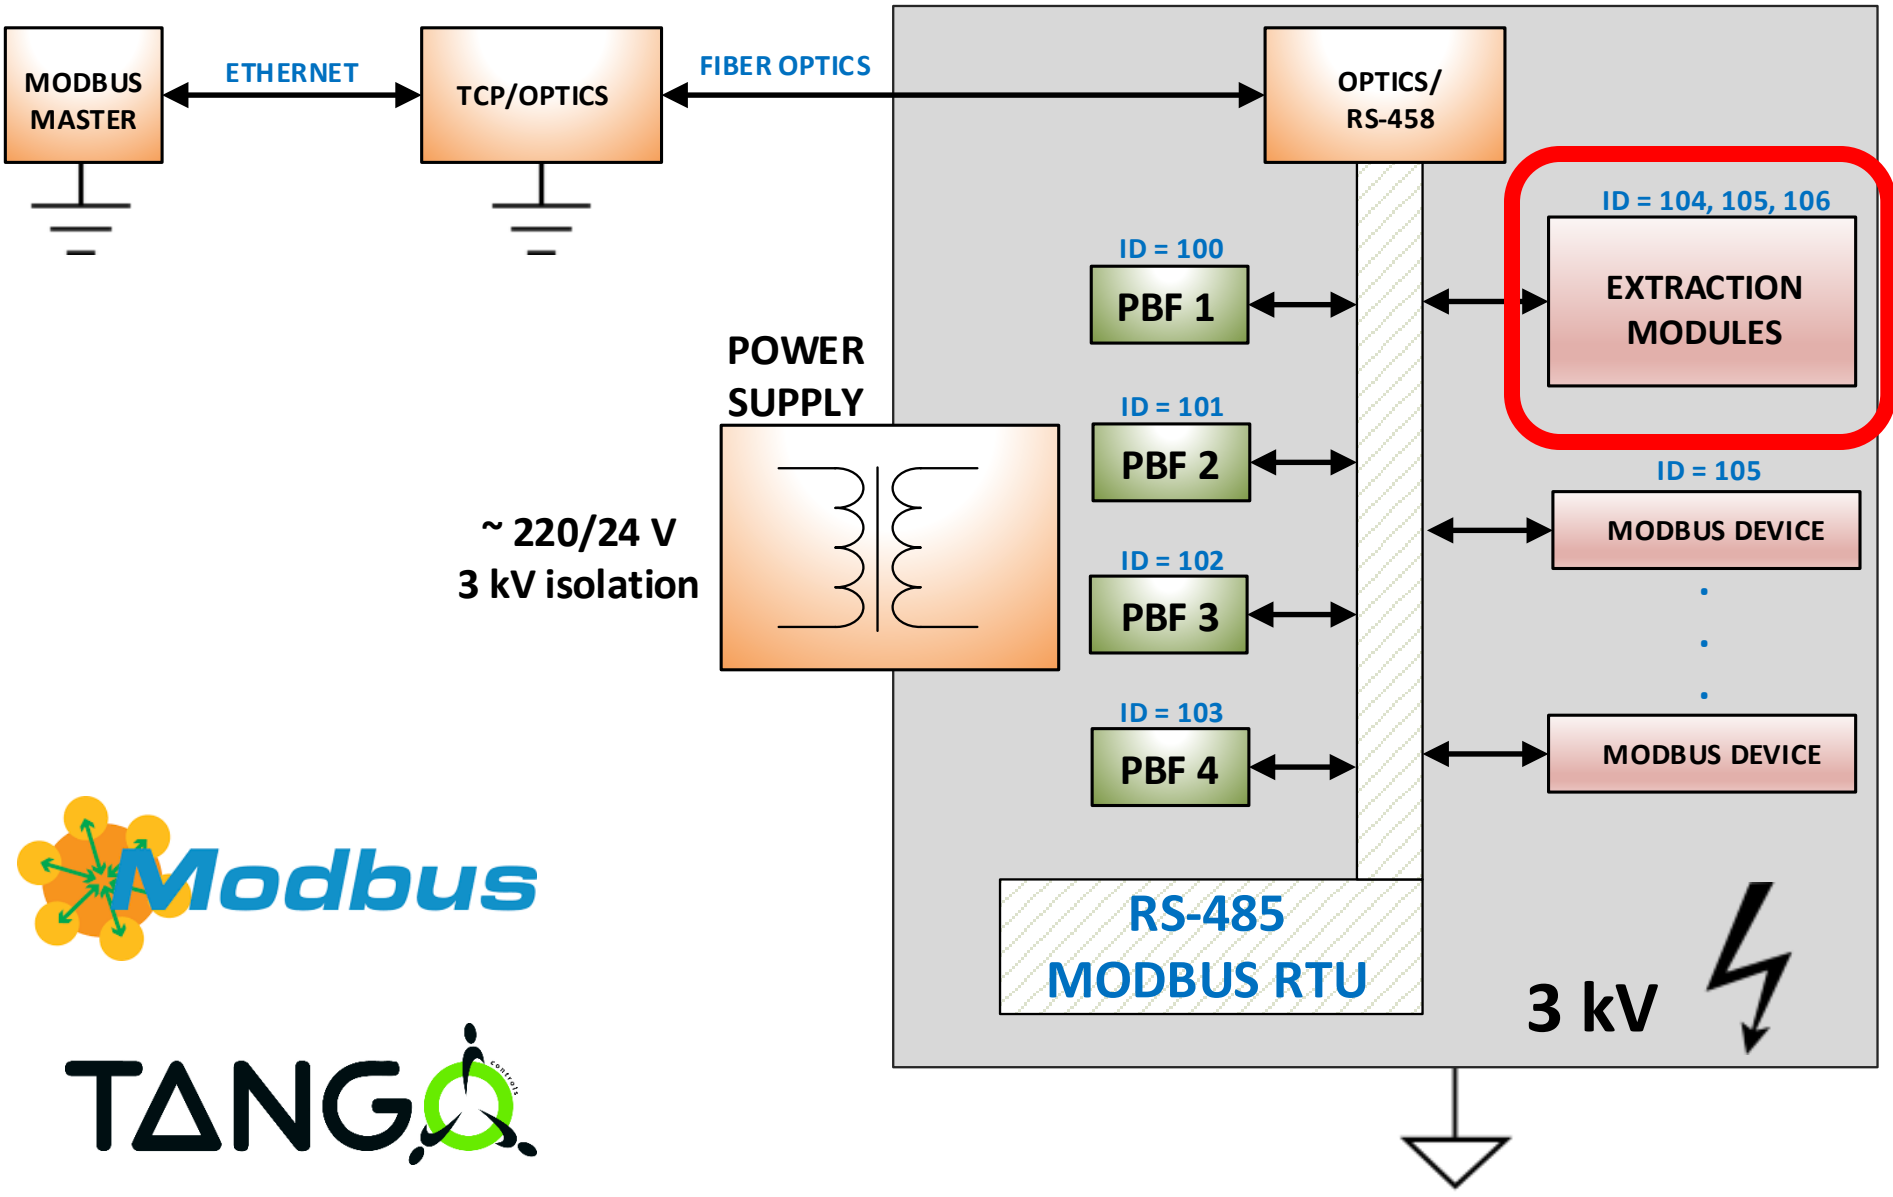 MODBUS
MASTER
ETHERNET
TCP/OPTICS
FIBER OPTICS
OPTICS/
RS-458
ID = 104, 105, 106
EXTRACTION
MODULES
ID = 100
PBF 1
POWER
SUPPLY
ID = 101
PBF 2
ID = 105
MODBUS DEVICE
~ 220/24 V
3 kV isolation
ID = 102
PBF 3
.
.
.
ID = 103
PBF 4
MODBUS DEVICE
Modbus
RS-485
MODBUS RTU
3 kV
TANGO
controls